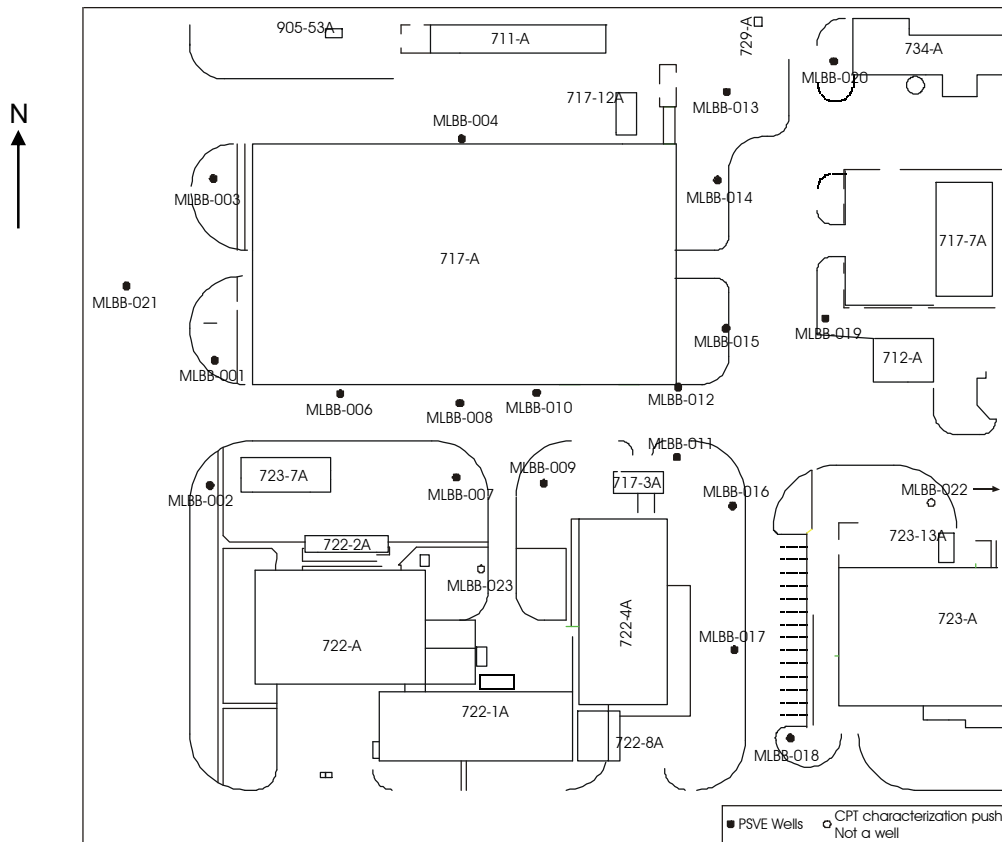 905-53A
711-A
729-A
734-A
MLBB-020
N
717-12A
MLBB-013
MLBB-004
MLBB-003
MLBB-014
717-A
717-7A
MLBB-021
MLBB-019
MLBB-015
712-A
MLBB-001
MLBB-006
MLBB-008
MLBB-010
MLBB-012
MLBB-011
723-7A
MLBB-009
717-3A
MLBB-002
MLBB-007
MLBB-022
MLBB-016
723-13A
722-2A
MLBB-023
722-4A
723-A
722-A
MLBB-017
722-1A
722-8A
MLBB-018
PSVE Wells
CPT characterization push
Not a well